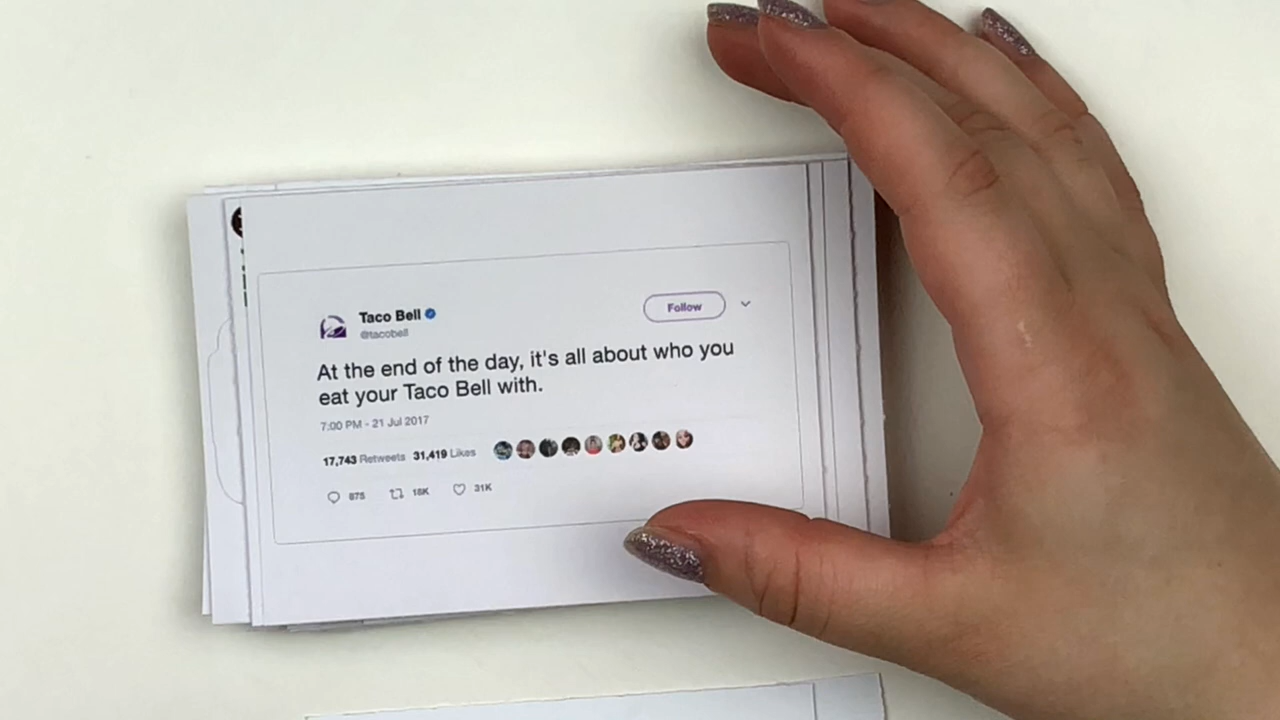 Taco Bell
@tacobell
Follow
At the end of the day, it's all about who you
eat your Taco Bell with.
7:00 PM - 21 Jul 2017
17,743 Retweets 31,419 Likes
875 18K 31K